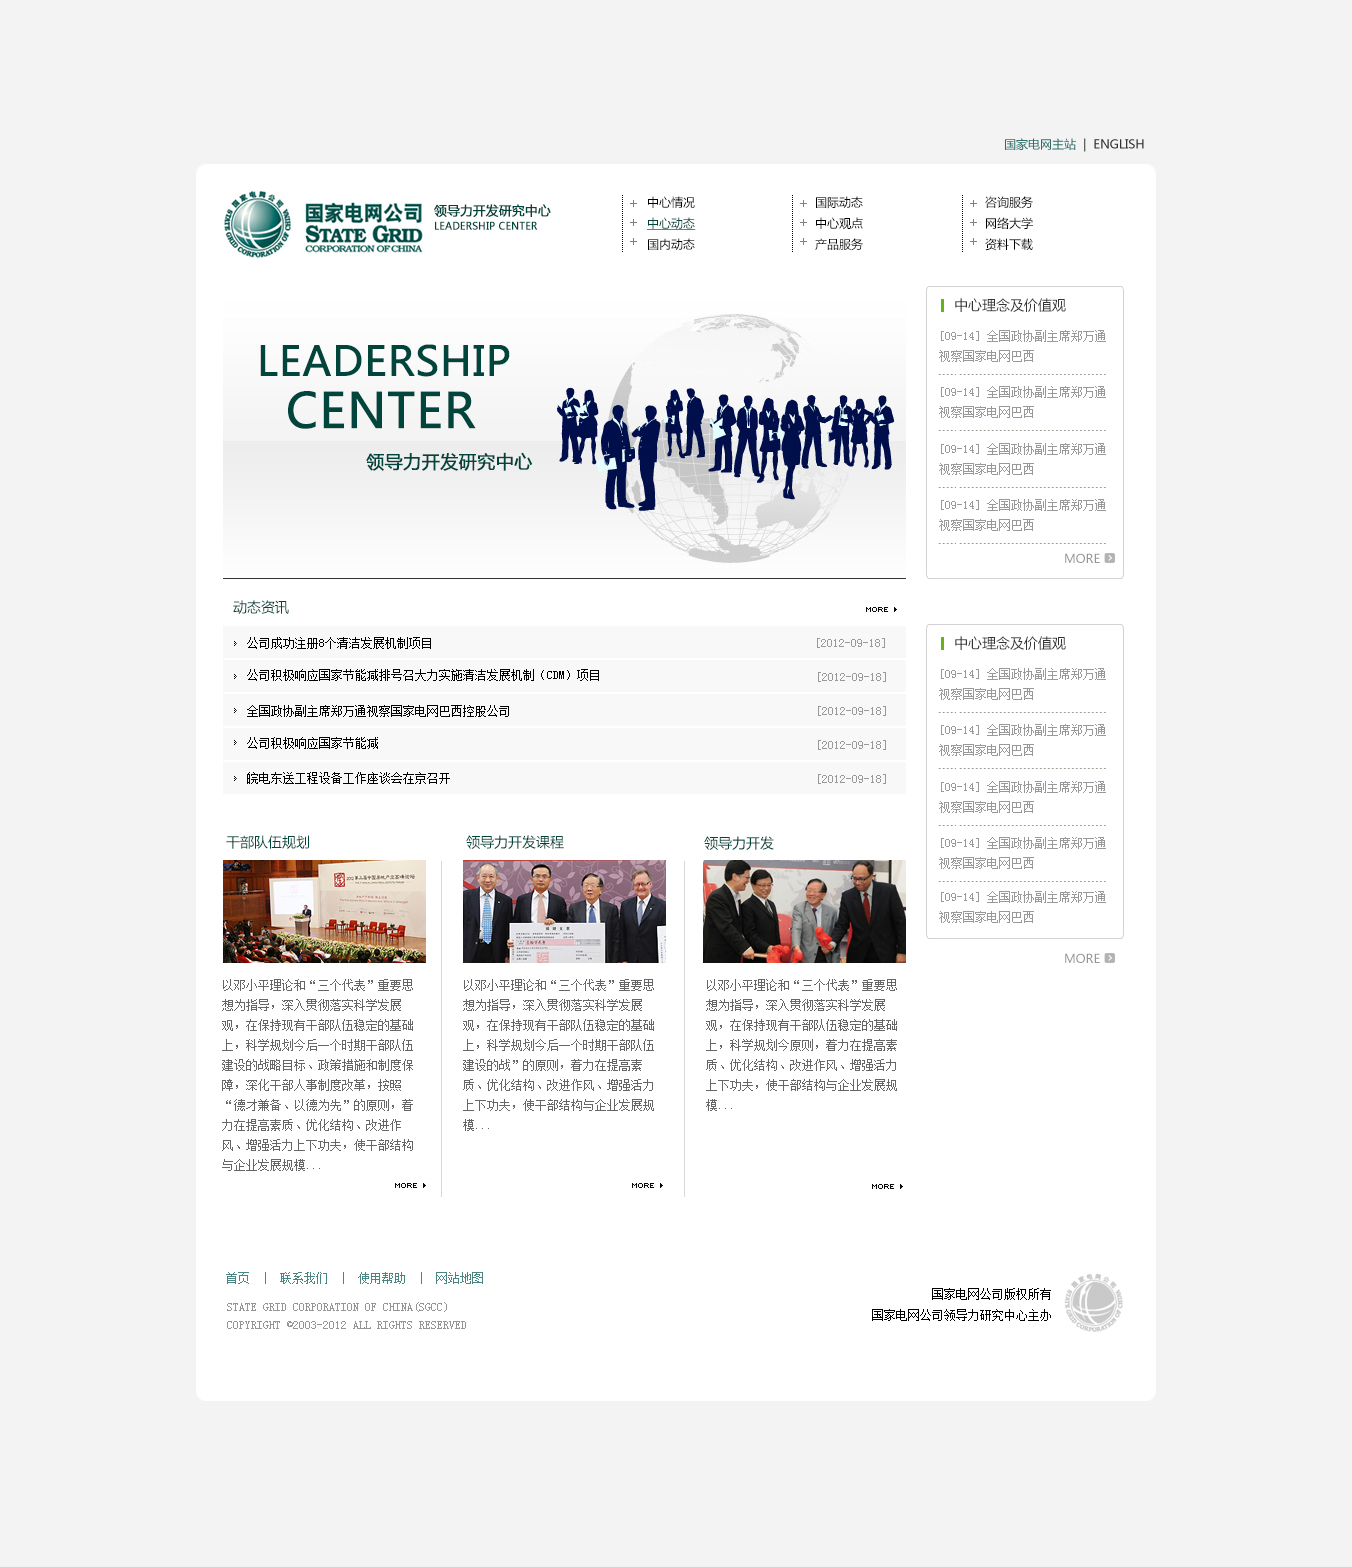 国家电网主站 | ENGLISH
国家电网公司
STATE GRID
CORPORATION OF CHINA
领导力开发研究中心
LEADERSHIP CENTER
中心情况
中心动态
国内动态
国际动态
中心观点
产品服务
咨询服务
网络大学
资料下载
LEADERSHIP
CENTER
领导力开发研究中心
中心理念及价值观
[09-14] 全国政协副主席郑万通
视察国家电网巴西
[09-14] 全国政协副主席郑万通
视察国家电网巴西
[09-14] 全国政协副主席郑万通
视察国家电网巴西
[09-14] 全国政协副主席郑万通
视察国家电网巴西
MORE
动态资讯
MORE
公司成功注册8个清洁发展机制项目 [2012-09-18]
公司积极响应国家节能减排号召大力实施清洁发展机制（CDM）项目 [2012-09-18]
全国政协副主席郑万通视察国家电网巴西控股公司 [2012-09-18]
公司积极响应国家节能减 [2012-09-18]
皖电东送工程设备工作座谈会在京召开 [2012-09-18]
中心理念及价值观
[09-14] 全国政协副主席郑万通
视察国家电网巴西
[09-14] 全国政协副主席郑万通
视察国家电网巴西
[09-14] 全国政协副主席郑万通
视察国家电网巴西
[09-14] 全国政协副主席郑万通
视察国家电网巴西
[09-14] 全国政协副主席郑万通
视察国家电网巴西
MORE
干部队伍规划
以邓小平理论和“三个代表”重要思
想为指导，深入贯彻落实科学发展
观，在保持现有干部队伍稳定的基础
上，科学规划今后一个时期干部队伍
建设的战略目标、政策措施和制度保
障，深化干部人事制度改革，按照
“德才兼备、以德为先”的原则，着
力在提高素质、优化结构、改进作
风、增强活力上下功夫，使干部结构
与企业发展规模...
MORE
领导力开发课程
以邓小平理论和“三个代表”重要思
想为指导，深入贯彻落实科学发展
观，在保持现有干部队伍稳定的基础
上，科学规划今后一个时期干部队伍
建设的战”的原则，着力在提高素
质、优化结构、改进作风、增强活力
上下功夫，使干部结构与企业发展规
模...
MORE
领导力开发
以邓小平理论和“三个代表”重要思
想为指导，深入贯彻落实科学发展
观，在保持现有干部队伍稳定的基础
上，科学规划今原则，着力在提高素
质、优化结构、改进作风、增强活力
上下功夫，使干部结构与企业发展规
模...
MORE
首页 | 联系我们 | 使用帮助 | 网站地图
STATE GRID CORPORATION OF CHINA(SGCC)
COPYRIGHT ©2003-2012 ALL RIGHTS RESERVED
国家电网公司版权所有
国家电网公司领导力研究中心主办